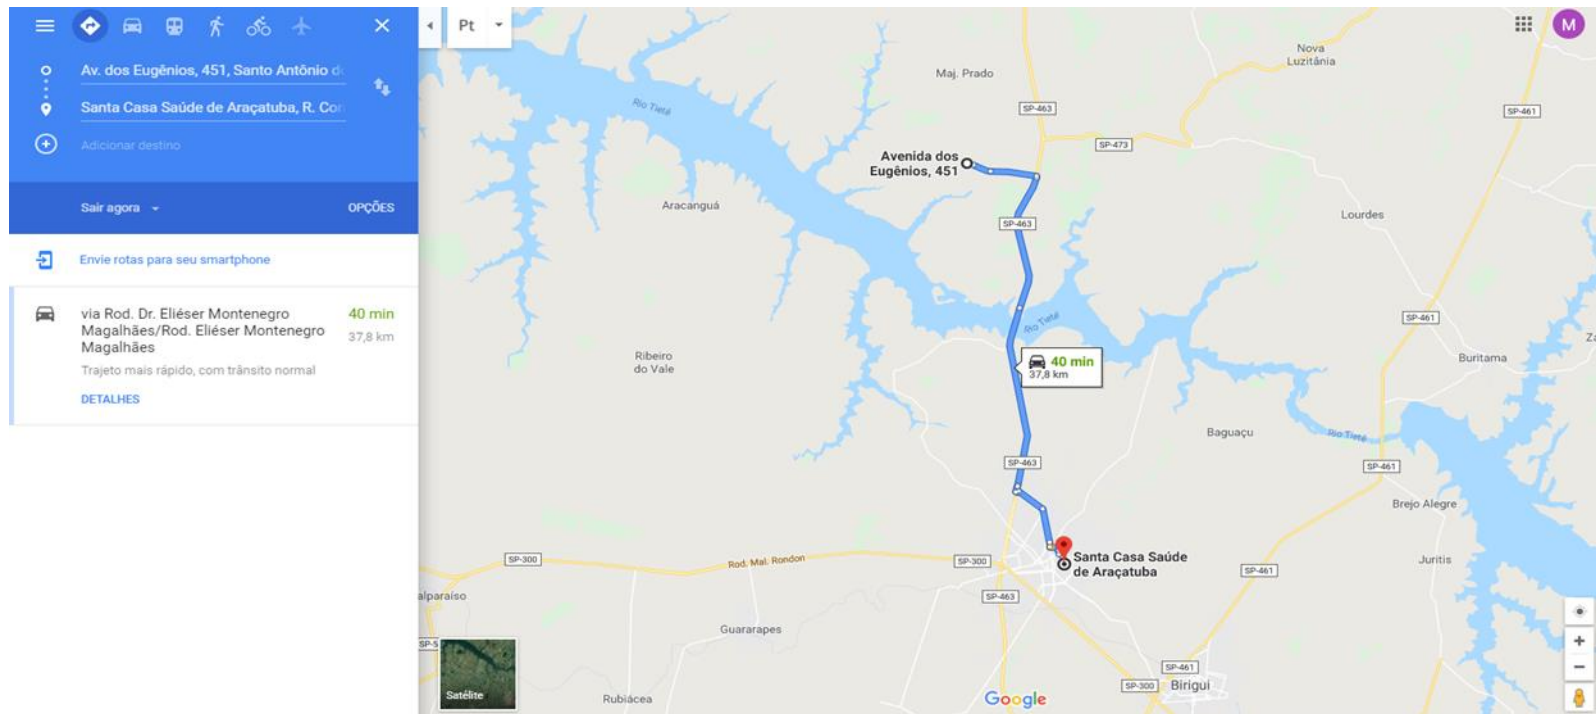 Av. dos Eugênios, 451, Santo Antônio d
Santa Casa Saúde de Araçatuba, R. Cor
Adicionar destino
Sair agora
OPÇÕES
Envie rotas para seu smartphone
via Rod. Dr. Eliéser Montenegro
Magalhães/Rod. Eliéser Montenegro
Magalhães
40 min
37,8 km
Trajeto mais rápido, com trânsito normal
DETALHES
Pt
M
Nova
Luzitânia
Maj. Prado
Rio Tietê
SP-463
SP-461
SP-473
Avenida dos
Eugênios, 451
Aracanguá
SP-463
Lourdes
Rio Tietê
SP-461
Ribeiro
do Vale
40 min
37,8 km
Buritama
Za
Baguaçu
Rio Tietê
SP-463
SP-461
Brejo Alegre
SP-300
Rod. Mal. Rondon
SP-300
Santa Casa Saúde
de Araçatuba
SP-461
Juritis
alparaíso
SP-463
Guararapes
SP-5
Satélite
Rubiácea
Google
SP-461
SP-300
Birigui